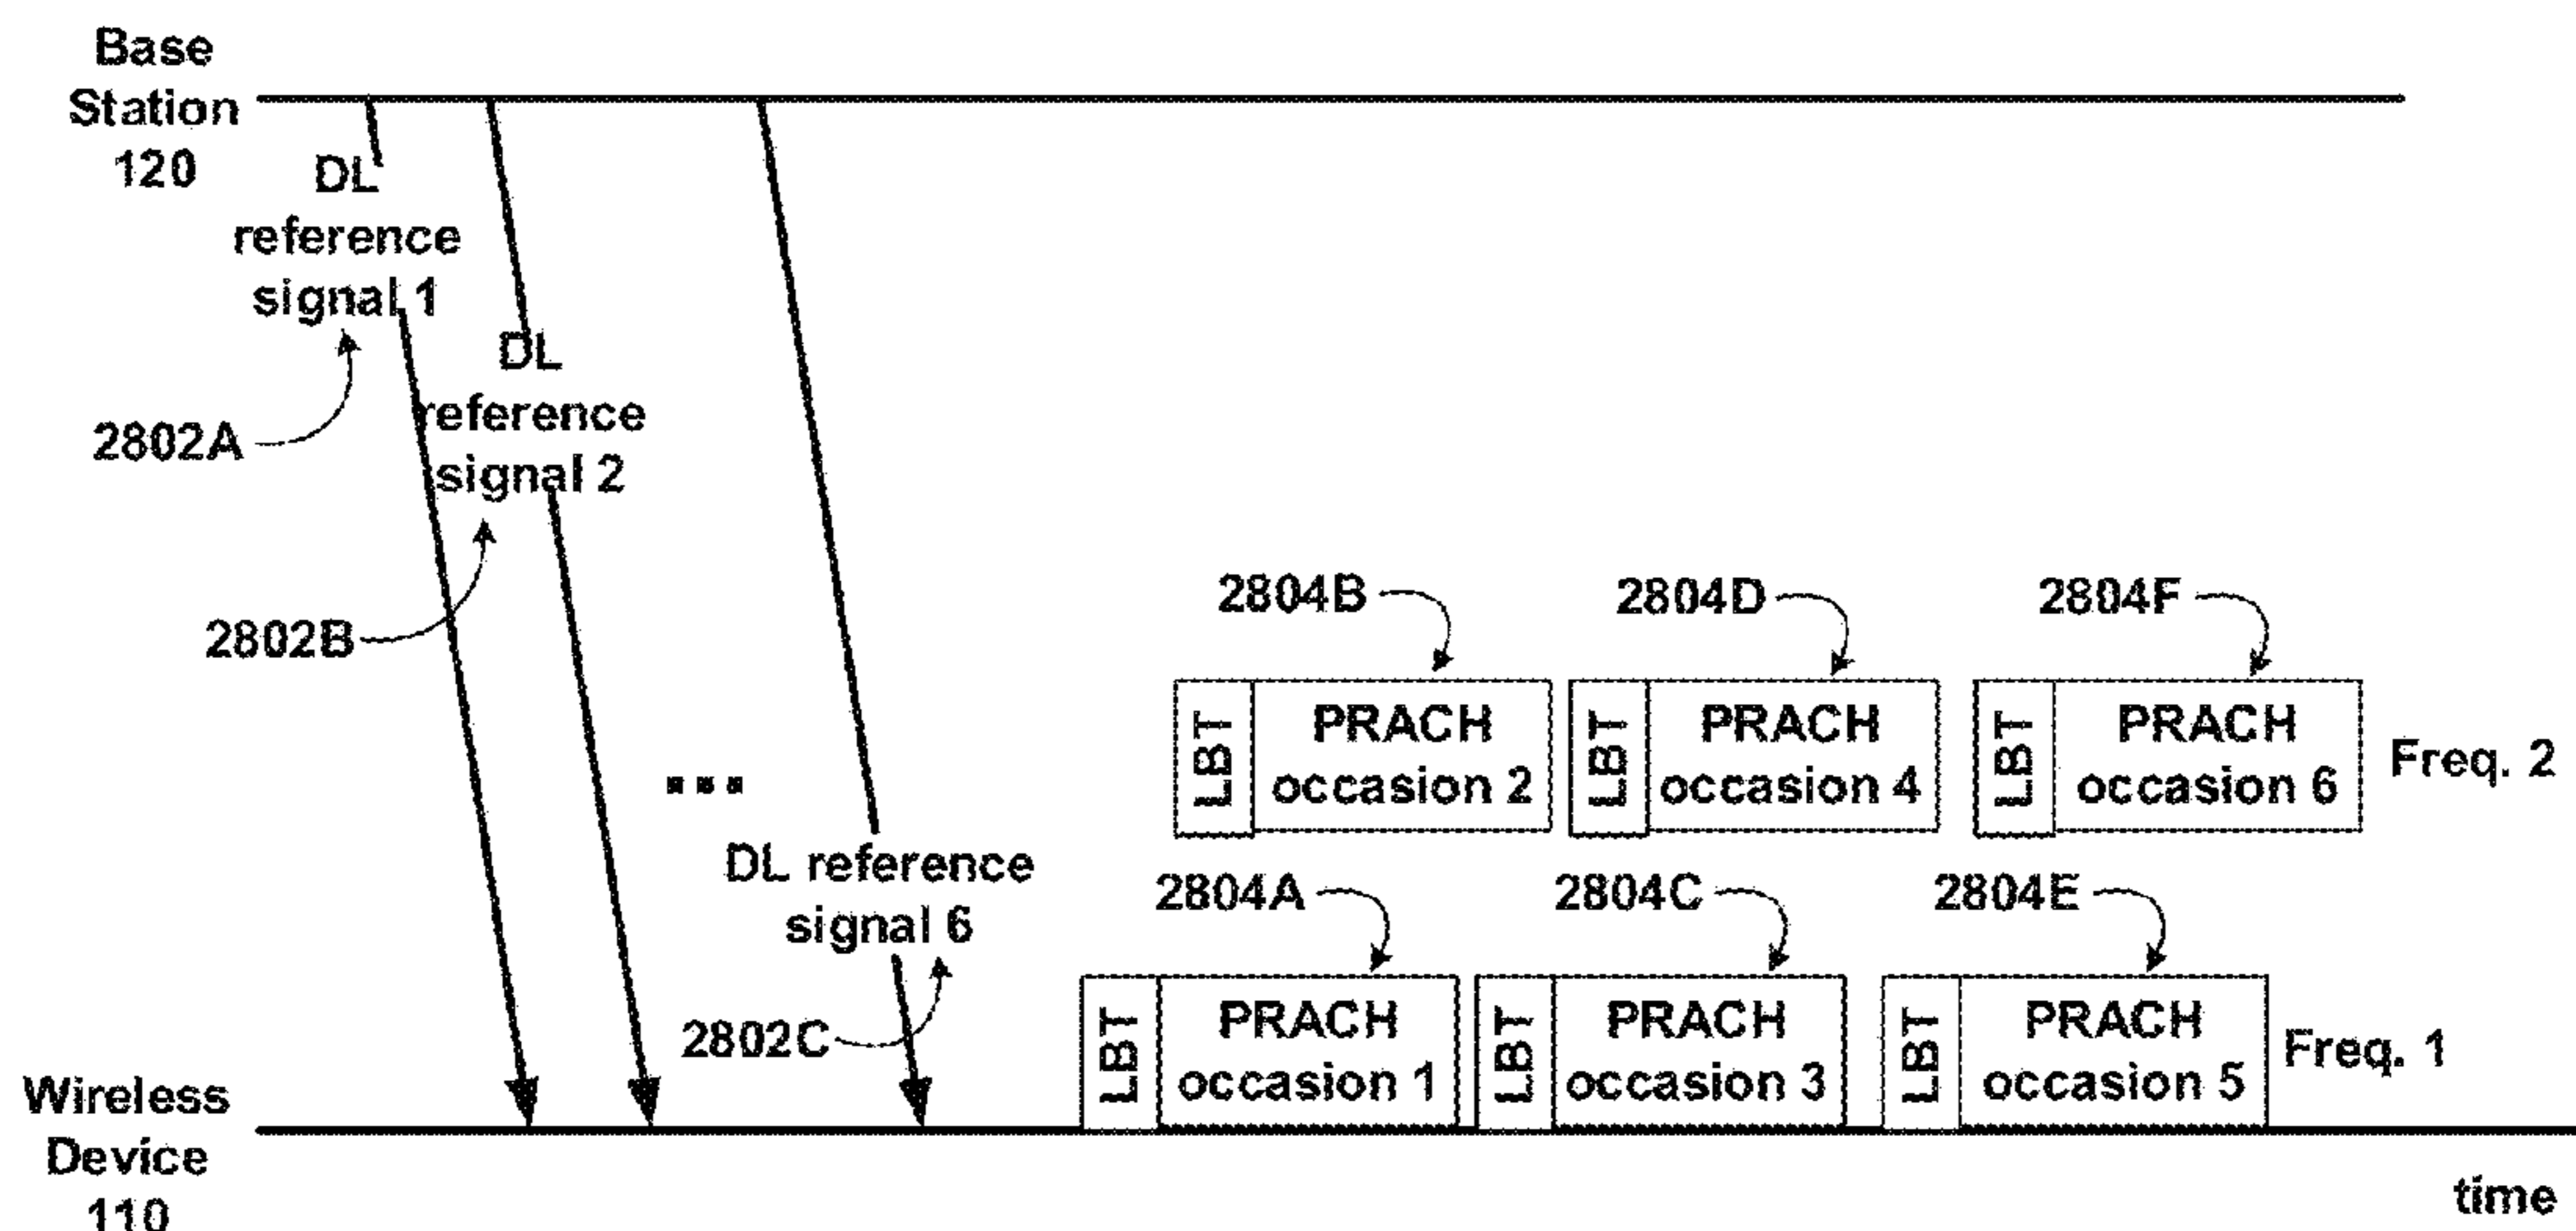 Base
Station
120
DL
reference
signal 1
2802A
DL
reference
signal 2
2802B
...
DL reference
signal 6
2802C
2804B
2804D
2804F
LBT
PRACH
occasion 2
LBT
PRACH
occasion 4
LBT
PRACH
occasion 6
Freq. 2
2804A
2804C
2804E
LBT
PRACH
occasion 1
LBT
PRACH
occasion 3
LBT
PRACH
occasion 5
Freq. 1
Wireless
Device
110
time